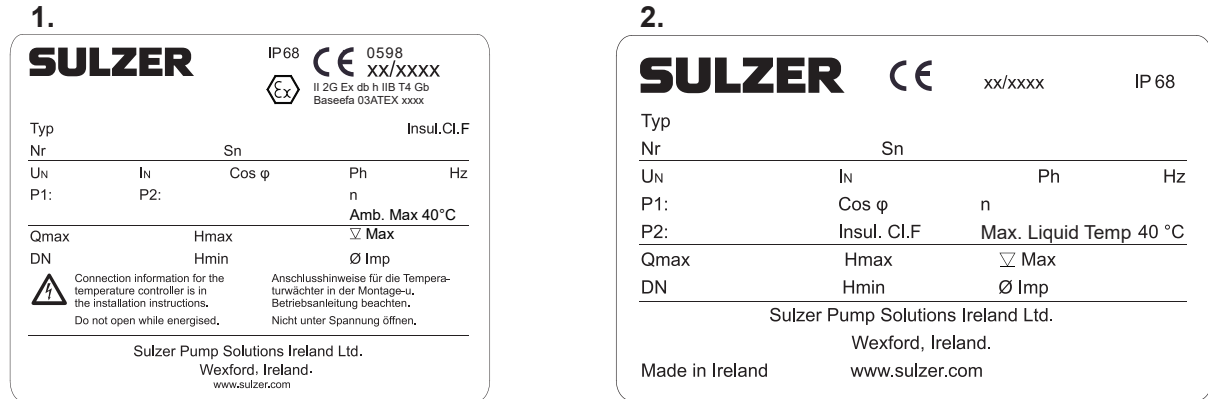 1.
SULZER IP68 CE 0598
xx/xxxx
Ex II 2G Ex db h IIB T4 Gb
Baseefa 03ATEX xxxx
Typ Insul.Cl.F
Nr Sn
UN IN Cos φ Ph Hz
P1: P2: n
Amb. Max 40°C
Qmax Hmax ▽ Max
DN Hmin Ø Imp
Connection information for the
temperature controller is in
the installation instructions.
Do not open while energised.
Anschlusshinweise für die Tempera-
turwächter in der Montage-u.
Betriebsanleitung beachten.
Nicht unter Spannung öffnen.
Sulzer Pump Solutions Ireland Ltd.
Wexford, Ireland.
www.sulzer.com
2.
SULZER CE xx/xxxx IP 68
Typ
Nr Sn
UN IN Ph Hz
P1: Cos φ n
P2: Insul. Cl.F Max. Liquid Temp 40 °C
Qmax Hmax ▽ Max
DN Hmin Ø Imp
Sulzer Pump Solutions Ireland Ltd.
Wexford, Ireland.
Made in Ireland www.sulzer.com